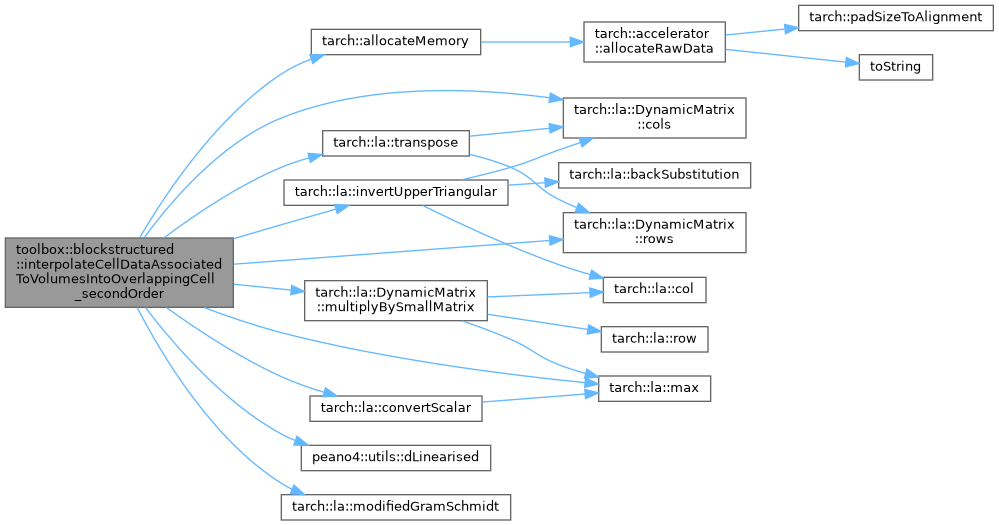 tarch::padSizeToAlignment
tarch::allocateMemory
tarch::accelerator
::allocateRawData
toString
tarch::la::DynamicMatrix
::cols
tarch::la::transpose
tarch::la::backSubstitution
tarch::la::invertUpperTriangular
tarch::la::DynamicMatrix
::rows
toolbox::blockstructured
::interpolateCellDataAssociated
ToVolumesIntoOverlappingCell
_secondOrder
tarch::la::col
tarch::la::DynamicMatrix
::multiplyBySmallMatrix
tarch::la::row
tarch::la::max
tarch::la::convertScalar
peano4::utils::dLinearised
tarch::la::modifiedGramSchmidt